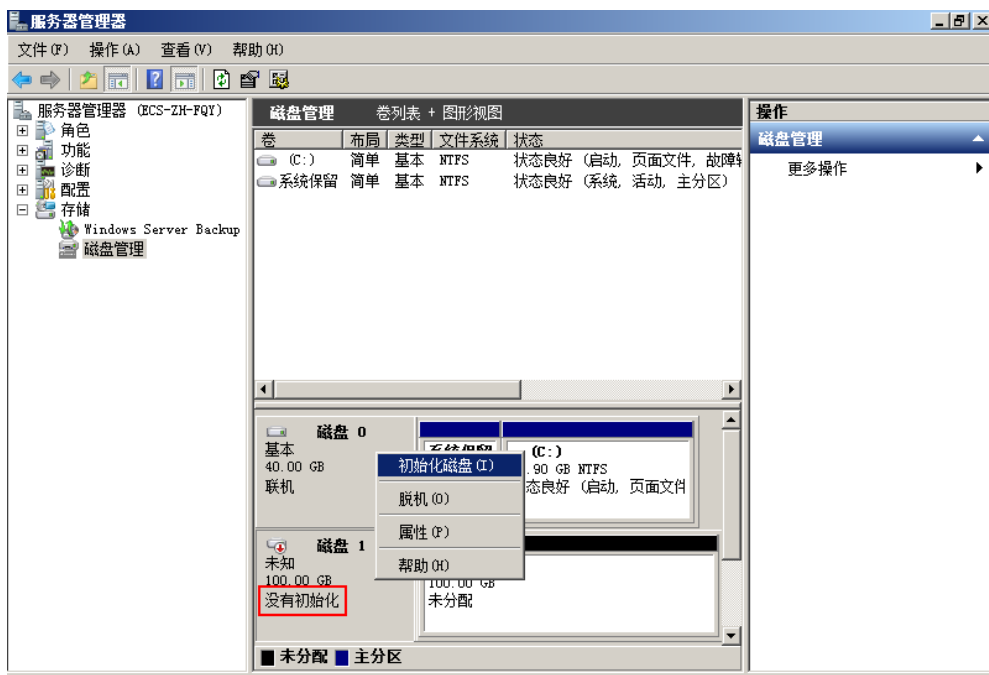 服务器管理器
文件(F) 操作(A) 查看(V) 帮助(H)
服务器管理器 (ECS-ZH-FQY)
角色
功能
诊断
配置
存储
Windows Server Backup
磁盘管理
磁盘管理 卷列表 + 图形视图
卷 布局 类型 文件系统 状态
(C:) 简单 基本 NTFS 状态良好 (启动, 页面文件, 故障
系统保留 简单 基本 NTFS 状态良好 (系统, 活动, 主分区)
磁盘 0
基本
40.00 GB
联机
系统保留
(C:)
.90 GB NTFS
态良好 (启动, 页面文件
初始化磁盘(I)
脱机(O)
属性(P)
帮助(H)
磁盘 1
未知
100.00 GB
没有初始化
100.00 GB
未分配
未分配 主分区
操作
磁盘管理
更多操作